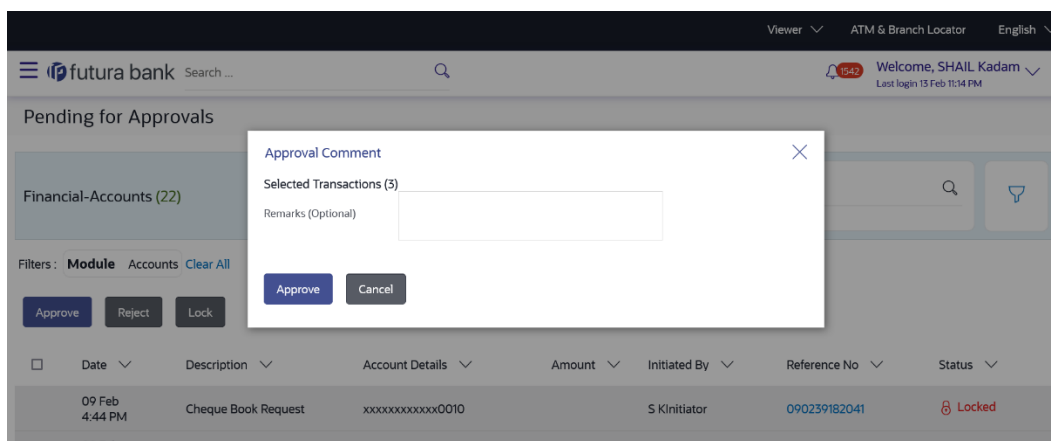 Viewer ATM & Branch Locator English
futura bank Search ... 1542 Welcome, SHAIL Kadam
Last login 13 Feb 11:14 PM
Pending for Approvals
Approval Comment
Selected Transactions (3)
Financial-Accounts (22)
Remarks (Optional)
Filters : Module Accounts Clear All
Approve Cancel
Approve Reject Lock
Date Description Account Details Amount Initiated By Reference No Status
09 Feb
4:44 PM Cheque Book Request xxxxxxxxxxxx0010 S KInitiator 090239182041 Locked